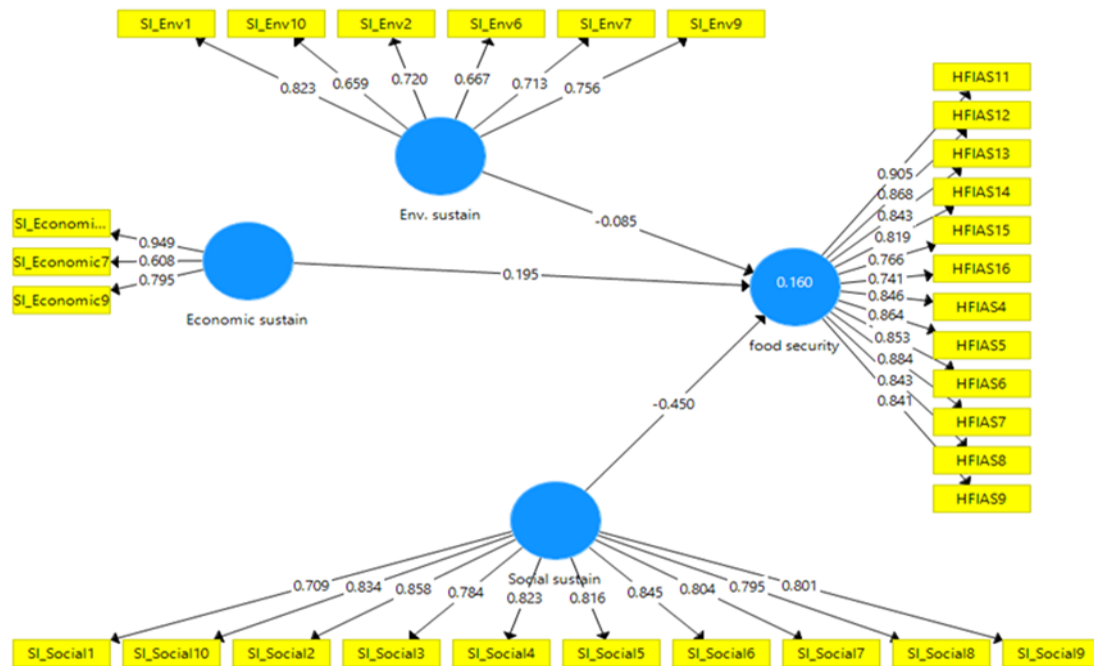 SI_Env1 SI_Env10 SI_Env2 SI_Env6 SI_Env7 SI_Env9
0.823 0.659 0.720 0.667 0.713 0.756
Env. sustain
-0.085
SI_Economi...
SI_Economic7
SI_Economic9
0.949
0.608
0.795
Economic sustain
0.195
0.160
food security
0.905
0.868
0.843
0.819
0.766
0.741
0.846
0.864
0.853
0.884
0.843
0.841
HFIAS11
HFIAS12
HFIAS13
HFIAS14
HFIAS15
HFIAS16
HFIAS4
HFIAS5
HFIAS6
HFIAS7
HFIAS8
HFIAS9
-0.450
Social sustain
0.709 0.834 0.858 0.784 0.823 0.816 0.845 0.804 0.795 0.801
SI_Social1 SI_Social10 SI_Social2 SI_Social3 SI_Social4 SI_Social5 SI_Social6 SI_Social7 SI_Social8 SI_Social9